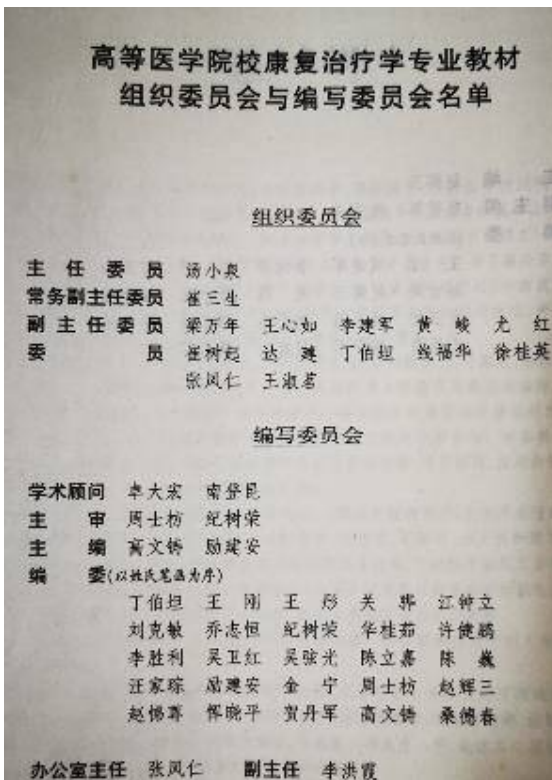 高等医学院校康复治疗学专业教材
组织委员会与编写委员会名单
组织委员会
主任委员 汤小泉
常务副主任委员 崔三生
副主任委员 梁万年 王心如 李建军 黄峻 尤红
委员 崔树起 达建 丁伯坦 线福华 徐桂英
张凤仁 王淑茗
编写委员会
学术顾问 卓大宏 南登昆
主审 周士枋 纪树荣
主编 高文铸 励建安
编委(以姓氏笔画为序)
丁伯坦 王刚 王彤 关骅 江钟立
刘克敏 乔志恒 纪树荣 华桂茹 许健鹏
李胜利 吴卫红 吴弦光 陈立嘉 陈巍
汪家琮 励建安 金宁 周士枋 赵辉三
赵悌尊 恽晓平 贺丹军 高文铸 桑德春
办公室主任 张凤仁 副主任 李洪霞